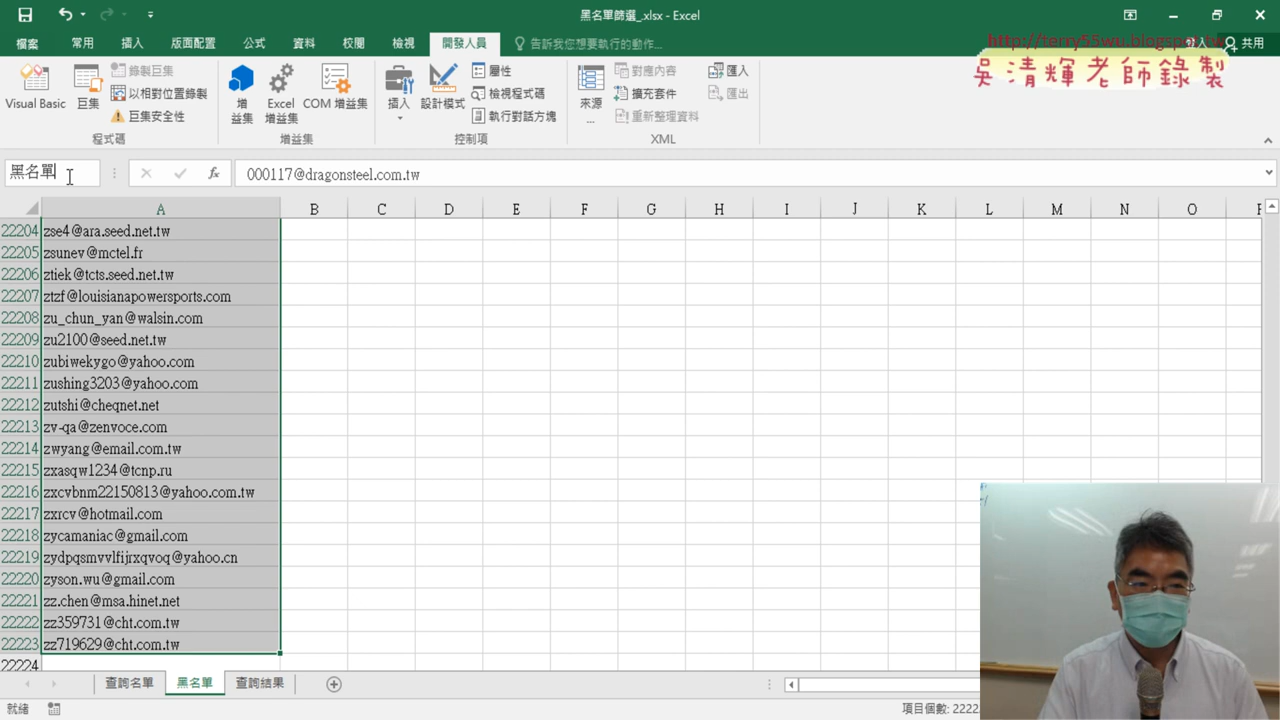 黑名單篩選_.xlsx - Excel
檔案 常用 插入 版面配置 公式 資料 校閱 檢視 開發人員 告訴我您想要執行的動作... 登入 共用
http://terry55wu.blogspot.tw
吳清輝老師錄製
Visual Basic 巨集 錄製巨集 以相對位置錄製 巨集安全性
增益集 Excel 增益集 COM 增益集
插入 設計模式 屬性 檢視程式碼 執行對話方塊
來源... 對應內容 擴充套件 重新整理資料 匯入 匯出
程式碼 增益集 控制項 XML
黑名單 fx 000117@dragonsteel.com.tw
A B C D E F G H I J K L M N O
22204 zse4@ara.seed.net.tw
22205 zsunev@mctel.fr
22206 ztiek@tcts.seed.net.tw
22207 ztzf@louisianapowersports.com
22208 zu_chun_yan@walsin.com
22209 zu2100@seed.net.tw
22210 zubiwekygo@yahoo.com
22211 zushing3203@yahoo.com
22212 zutshi@cheqnet.net
22213 zv-qa@zenvoce.com
22214 zwyang@email.com.tw
22215 zxasqw1234@tcnp.ru
22216 zxcvbnm22150813@yahoo.com.tw
22217 zxrcv@hotmail.com
22218 zycamaniac@gmail.com
22219 zydpqsmvvlfijrxqvoq@yahoo.cn
22220 zyson.wu@gmail.com
22221 zz.chen@msa.hinet.net
22222 zz359731@cht.com.tw
22223 zz719629@cht.com.tw
22224
查詢名單 黑名單 查詢結果
就緒 項目個數: 2222